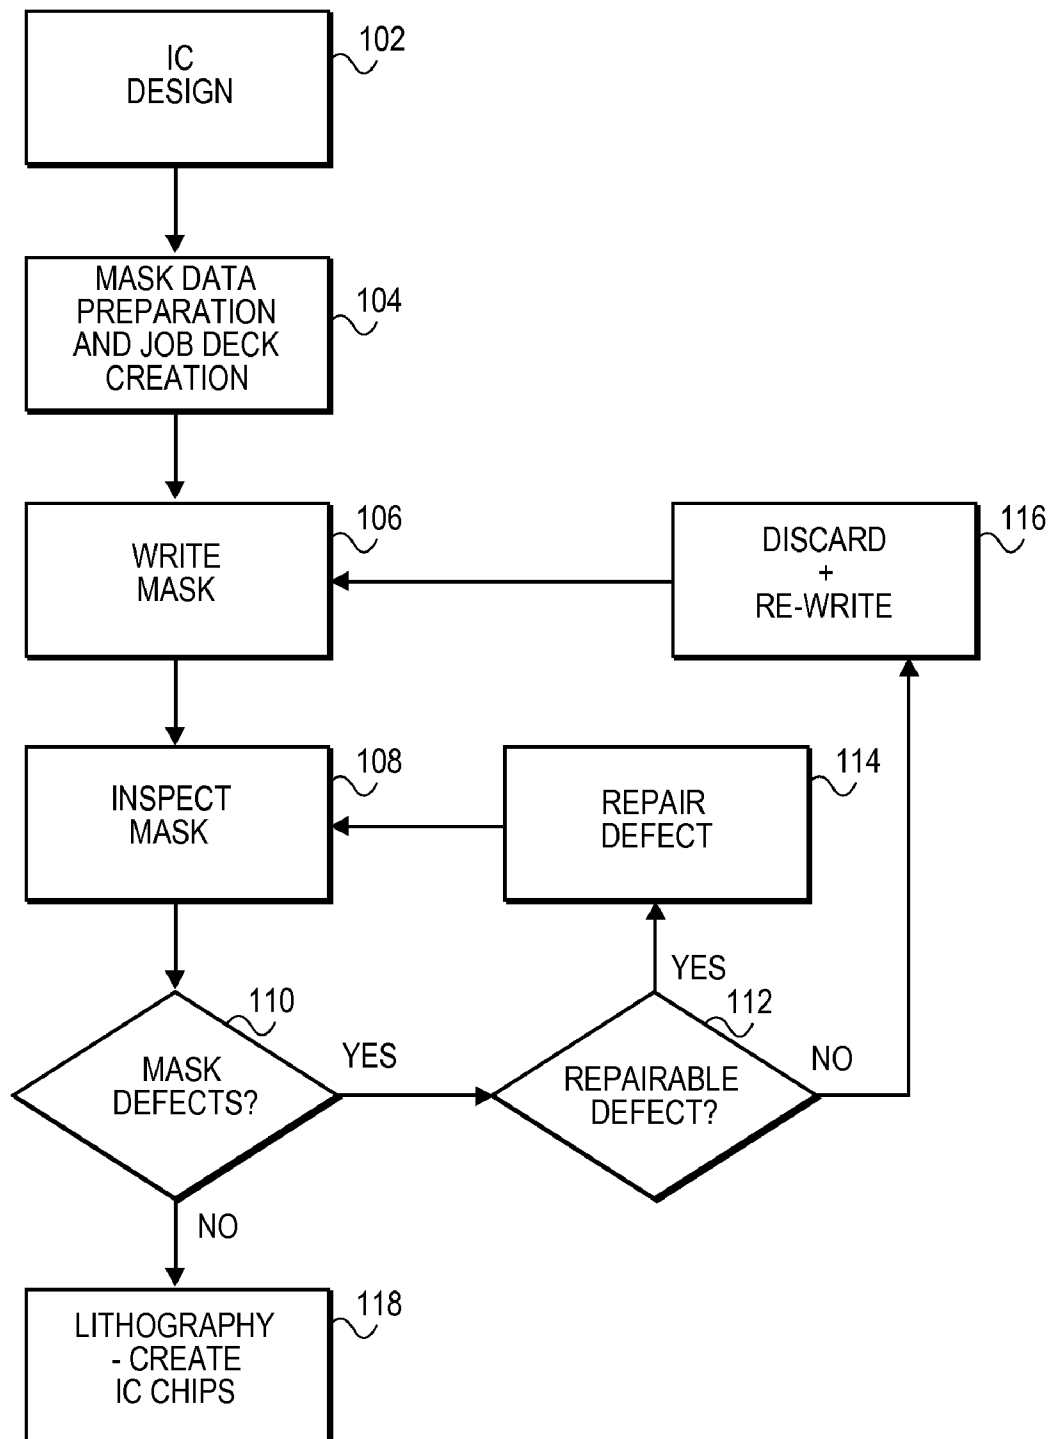 IC
DESIGN
102
MASK DATA
PREPARATION
AND JOB DECK
CREATION
104
WRITE
MASK
106
DISCARD
+
RE-WRITE
116
INSPECT
MASK
108
REPAIR
DEFECT
114
MASK
DEFECTS?
110
YES
REPAIRABLE
DEFECT?
112
YES
NO
NO
LITHOGRAPHY
- CREATE
IC CHIPS
118